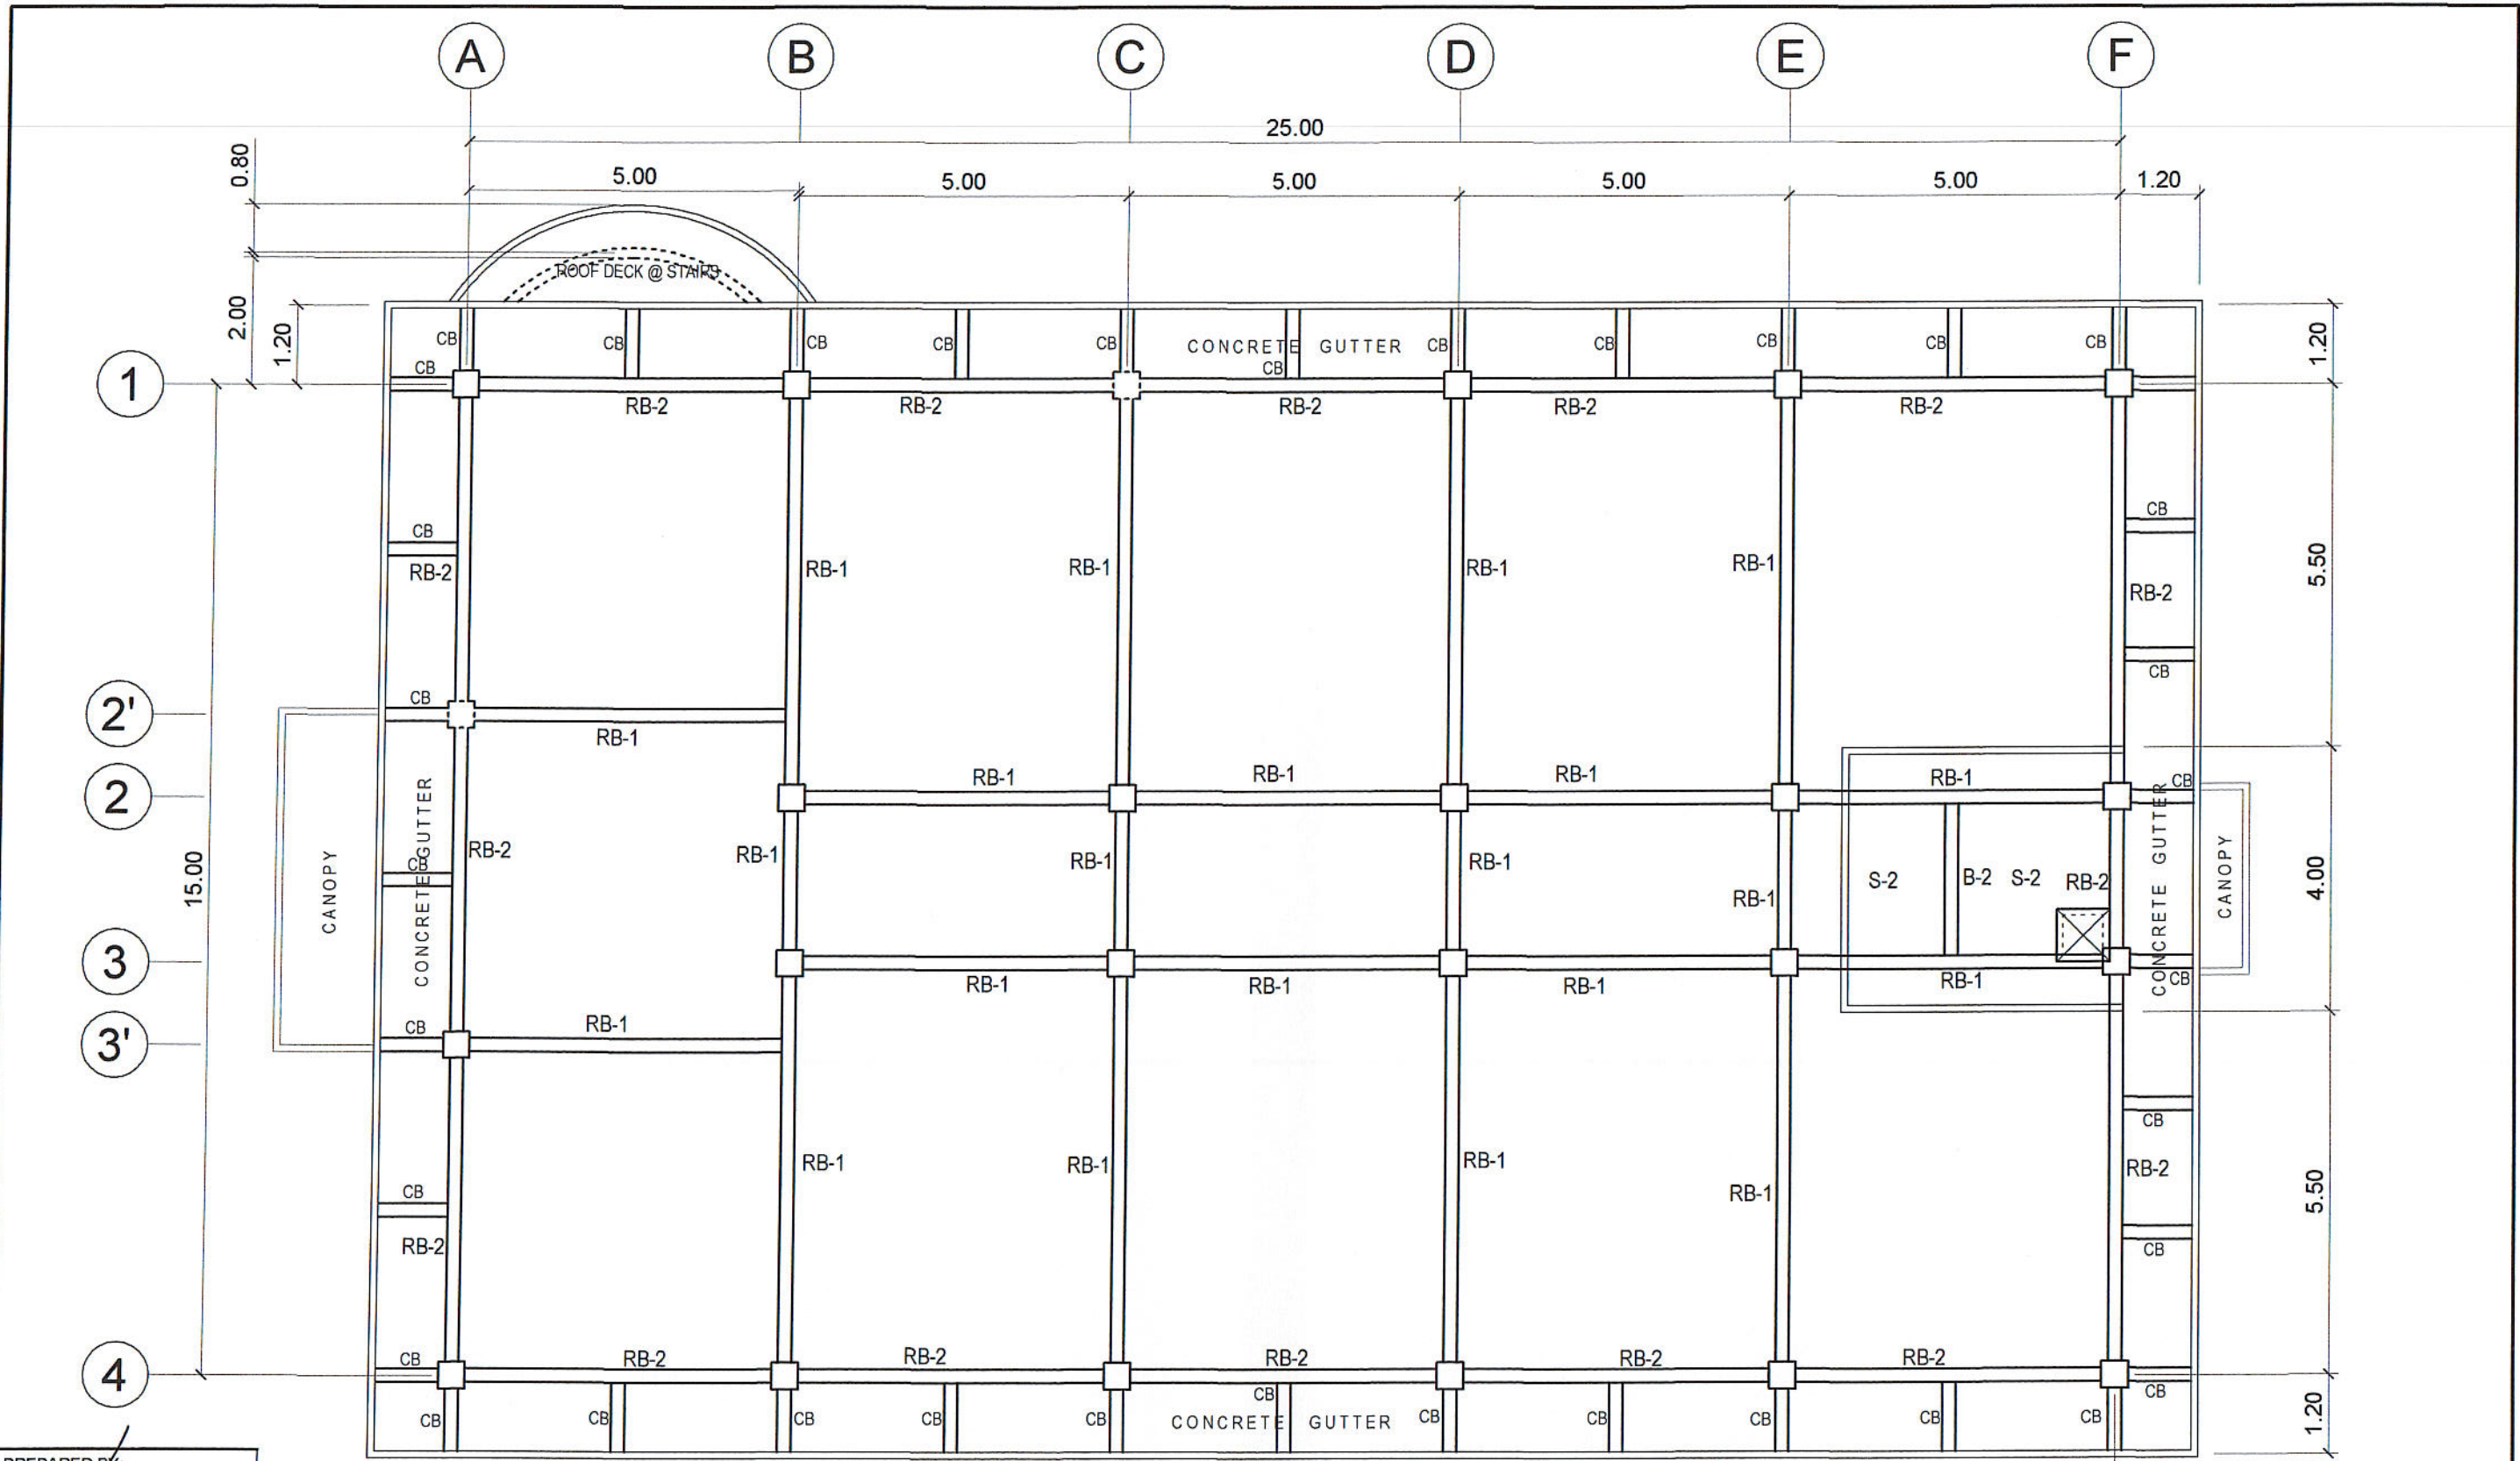 A B C D E F
25.00
0.80
5.00 5.00 5.00 5.00 5.00 1.20
ROOF DECK @ STAIRS
2.00
1.20
1.20
CB CB CB CB CB CONCRETE GUTTER CB CB CB CB CB
CB CB
1
RB-2 RB-2 RB-2 RB-2 RB-2
CB
CB
RB-2 RB-1 RB-1 RB-1 RB-1 5.50
RB-2
CB
CB
2'
RB-1
2
RB-1 RB-1 RB-1 RB-1 CB
15.00
CANOPY
CONCRETE GUTTER
CB
RB-2 RB-1 RB-1 RB-1 RB-1
S-2 B-2 S-2 RB-2
CONCRETE GUTTER
CANOPY
4.00
3
RB-1 RB-1 RB-1 RB-1 CB
CB RB-1
3'
CB
RB-1 RB-1 RB-1 RB-1 RB-2
CB
RB-2
5.50
CB
4
CB RB-2 RB-2 RB-2 RB-2 RB-2
CB CB
CB CB CB CB CB CONCRETE GUTTER CB CB CB CB CB
1.20
PREPARED BY